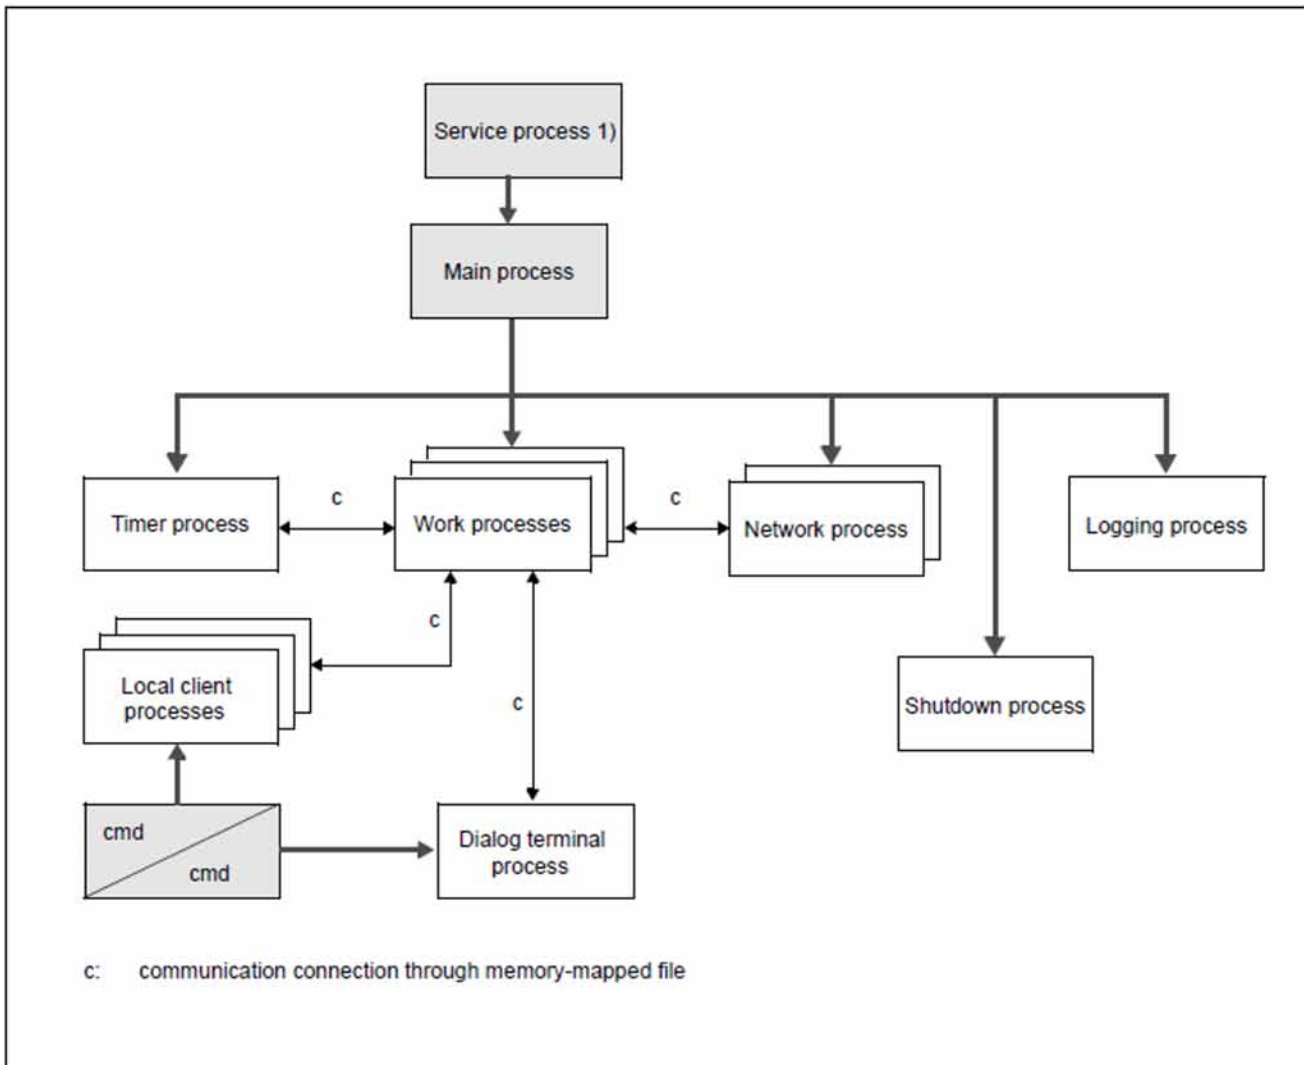 Service process 1)
Main process
c
c
Timer process
Work processes
Network process
Logging process
c
Local client
processes
c
Shutdown process
cmd
cmd
Dialog terminal
process
c: communication connection through memory-mapped file